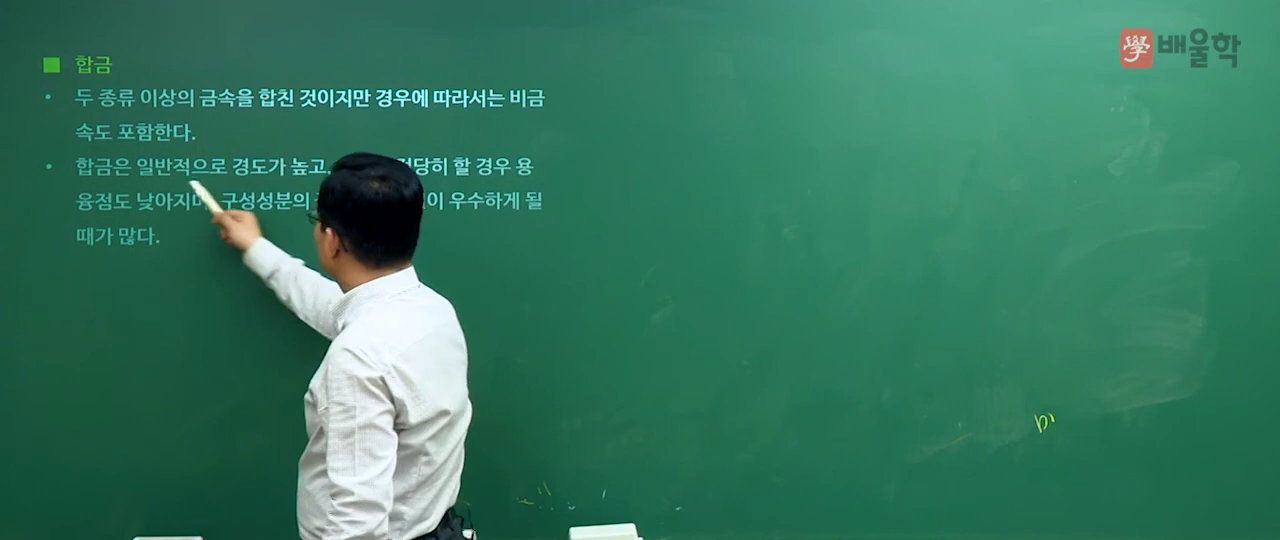 學 배울학
■ 합금
• 두 종류 이상의 금속을 합친 것이지만 경우에 따라서는 비금
속도 포함한다.
• 합금은 일반적으로 경도가 높고 할 경우 용
융점도 낮아지며 구성성분의 우수하게 될
때가 많다.